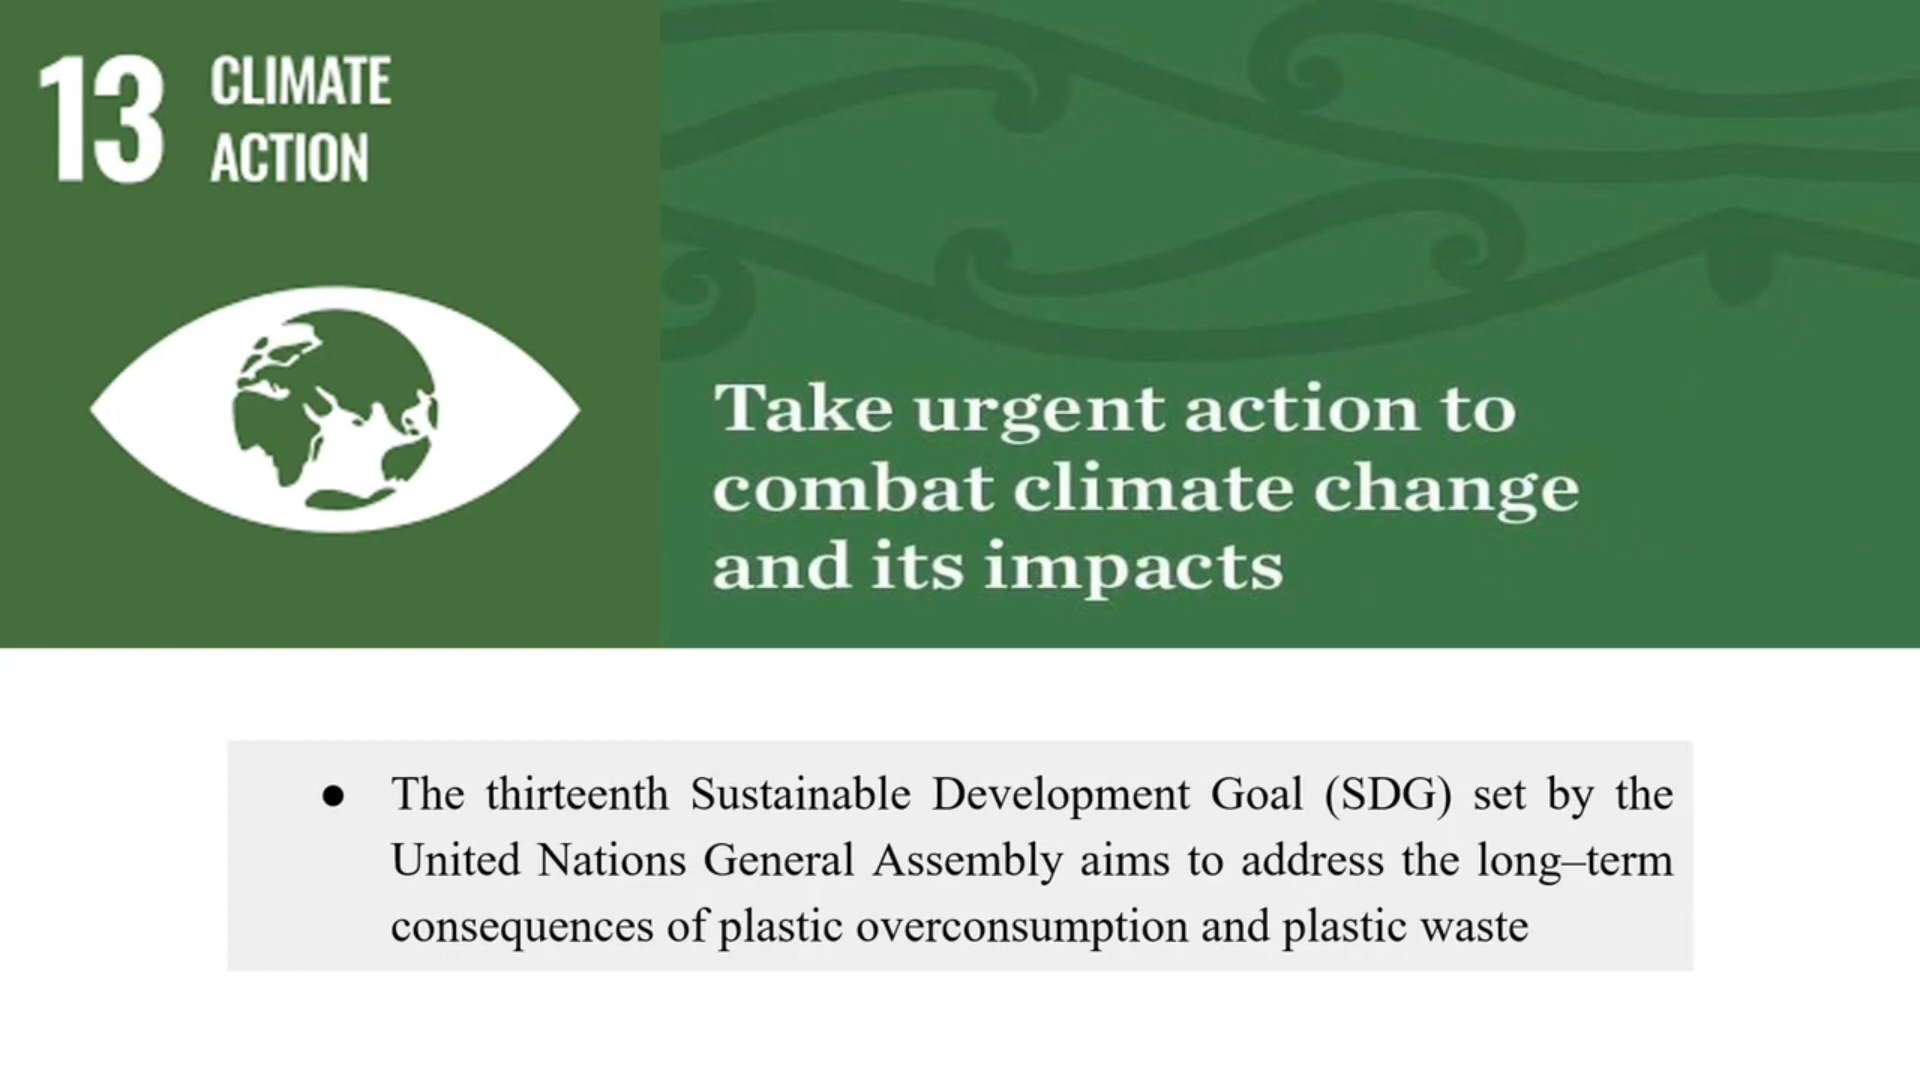 13 CLIMATE
ACTION
Take urgent action to
combat climate change
and its impacts
● The thirteenth Sustainable Development Goal (SDG) set by the
United Nations General Assembly aims to address the long–term
consequences of plastic overconsumption and plastic waste